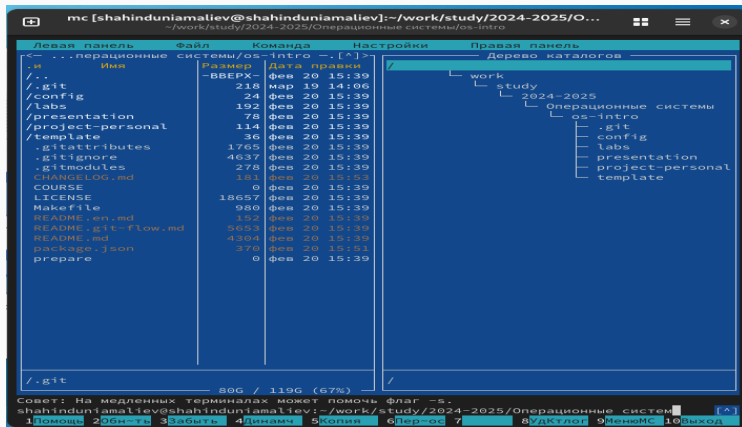 mc [shahinduniamaliev@shahinduniamaliev]:~/work/study/2024-2025/O...
~/work/study/2024-2025/Операционные системы/os-intro
Левая панель Файл Команда Настройки Правая панель
<— ...перационные системы/os-intro —.[^]>
.и Имя Размер Дата правки
/.. -ВВЕРХ- фев 20 15:39
/.git 218 мар 19 14:06
/config 24 фев 20 15:39
/labs 192 фев 20 15:39
/presentation 78 фев 20 15:39
/project-personal 114 фев 20 15:39
/template 36 фев 20 15:39
.gitattributes 1765 фев 20 15:39
.gitignore 4637 фев 20 15:39
.gitmodules 278 фев 20 15:39
CHANGELOG.md 181 фев 20 15:53
COURSE 0 фев 20 15:39
LICENSE 18657 фев 20 15:39
Makefile 980 фев 20 15:39
README.en.md 152 фев 20 15:39
README.git-flow.md 5653 фев 20 15:39
README.md 4304 фев 20 15:39
package.json 370 фев 20 15:51
prepare 0 фев 20 15:39
/.git
80G / 119G (67%)
Дерево каталогов
/
work
study
2024-2025
Операционные системы
os-intro
.git
config
labs
presentation
project-personal
template
/
Совет: На медленных терминалах может помочь флаг -s.
shahinduniamaliev@shahinduniamaliev:~/work/study/2024-2025/Операционные систем [^]
1Помощь 2Обн~ть 3Забыть 4Динамч 5Копия 6Пер~ос 7 8УдКтлог 9МенюМС 10Выход